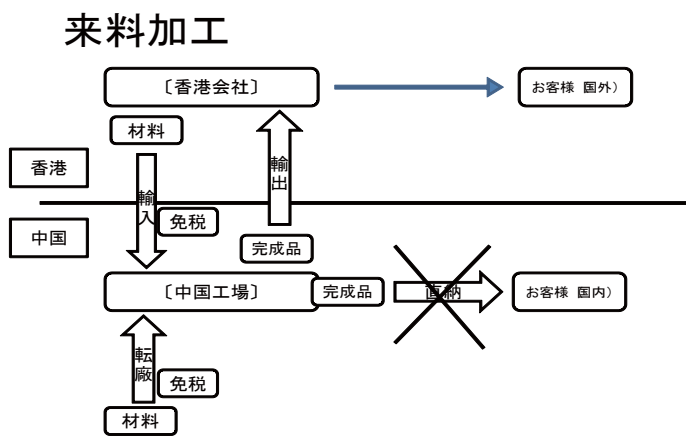 来料加工
〔香港会社〕
お客様 国外）
材料
輸出
香港
輸入
免税
中国
完成品
〔中国工場〕
完成品
直納
お客様 国内）
転廠
免税
材料